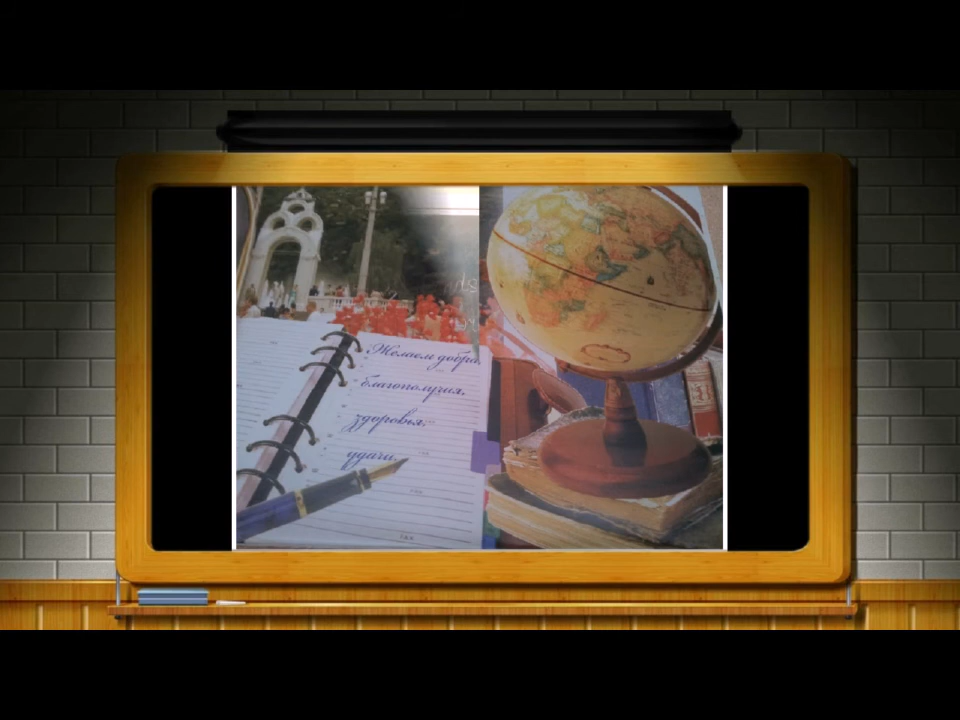 Желаем добра,
благополучия,
здоровья,
удачи.